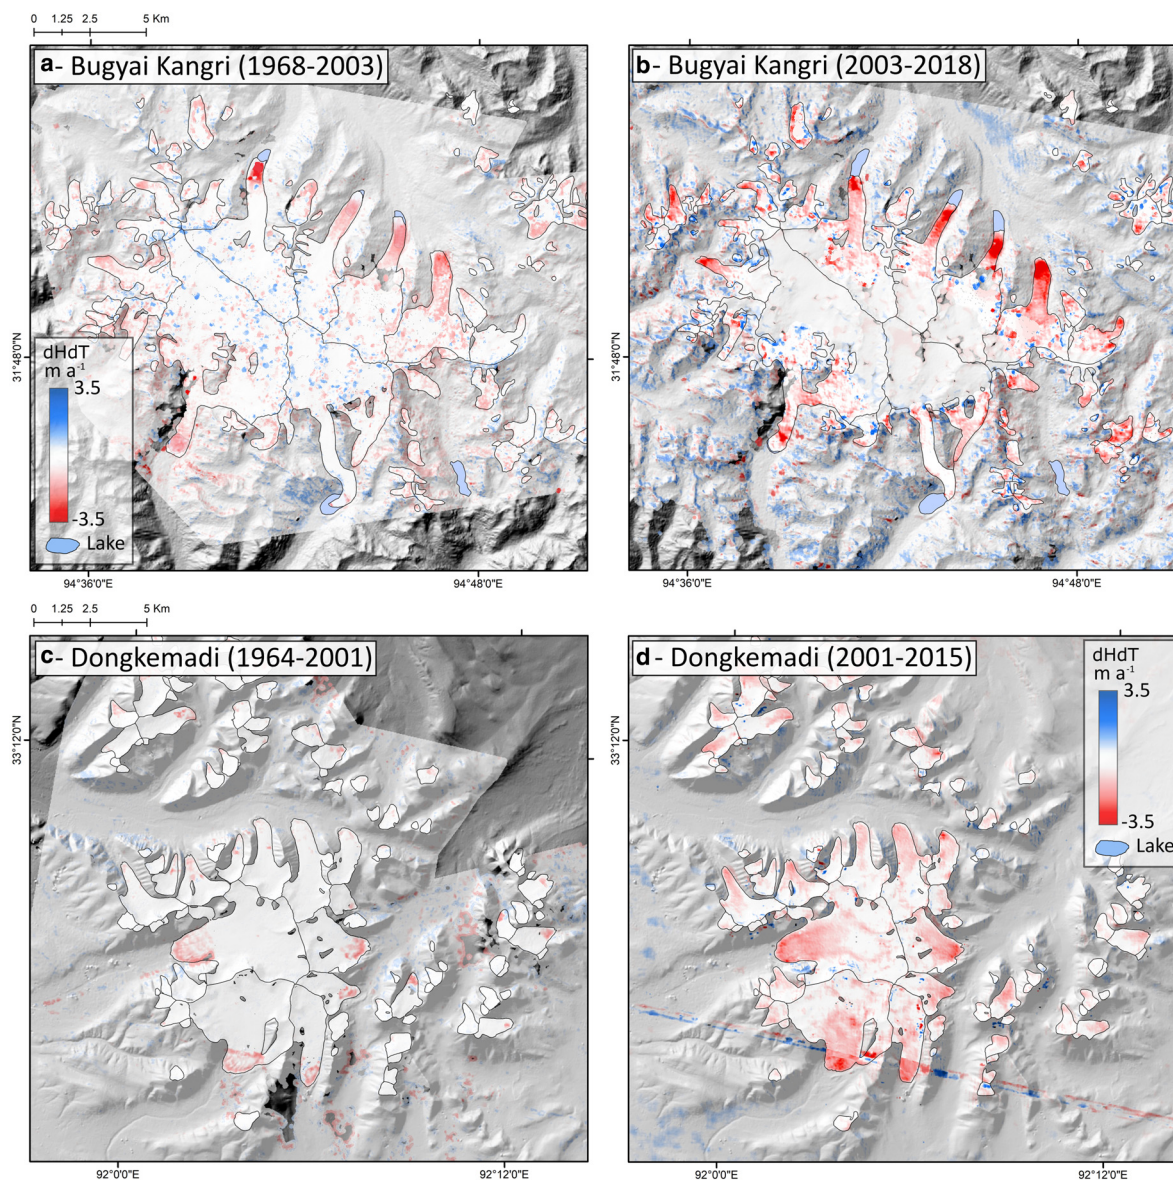 0 1.25 2.5 5 Km
a- Bugyai Kangri (1968-2003)
b- Bugyai Kangri (2003-2018)
31°48'0"N
31°48'0"N
dHdT
m a⁻¹
3.5
-3.5
Lake
94°36'0"E
94°48'0"E
94°36'0"E
94°48'0"E
0 1.25 2.5 5 Km
c- Dongkemadi (1964-2001)
d- Dongkemadi (2001-2015)
33°12'0"N
33°12'0"N
dHdT
m a⁻¹
3.5
-3.5
Lake
92°0'0"E
92°12'0"E
92°0'0"E
92°12'0"E